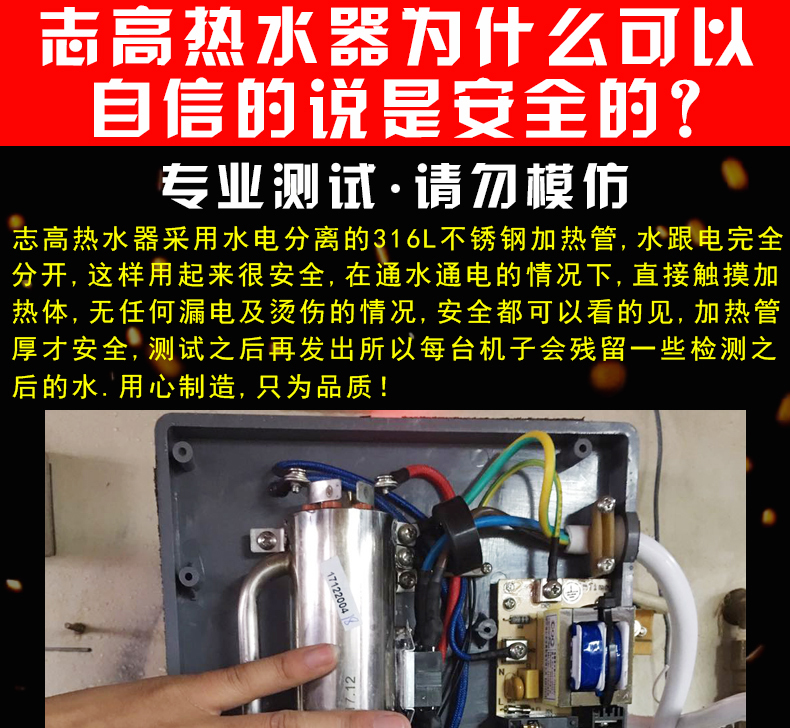 志高热水器为什么可以
自信的说是安全的?
专业测试·请勿模仿
志高热水器采用水电分离的316L不锈钢加热管,水跟电完全
分开,这样用起来很安全,在通水通电的情况下,直接触摸加
热体,无任何漏电及烫伤的情况,安全都可以看的见,加热管
厚才安全,测试之后再发出所以每台机子会残留一些检测之
后的水.用心制造,只为品质!
17122004
7.12
N
L